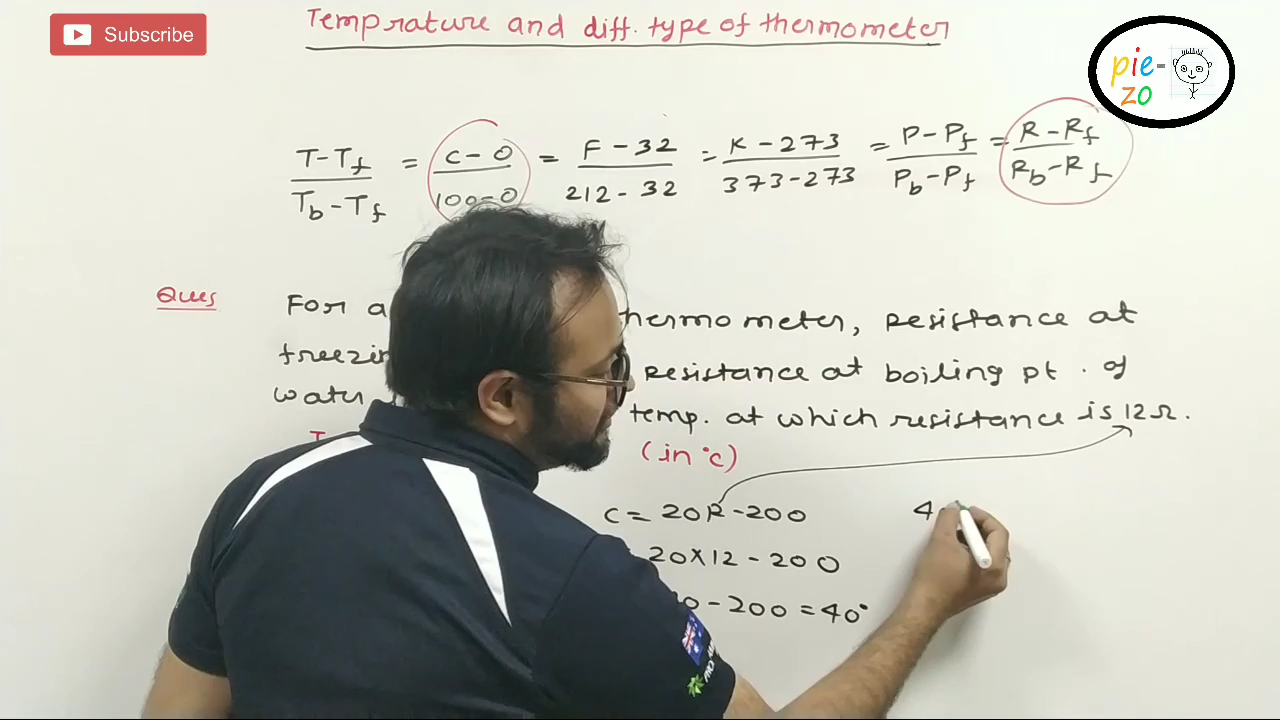 Subscribe
Temprature and diff. type of thermometer
pie-
zo
T-Tf / Tb-Tf = C-0 / 100-0 = F-32 / 212-32 = K-273 / 373-273 = P-Pf / Pb-Pf = R-Rf / Rb-Rf
Ques
For a hermometer, resistance at
resistance at boiling pt. of
water temp. at which resistance is 12Ω.
(in °c)
C = 20R-200
20×12-200
0-200 = 40°
4